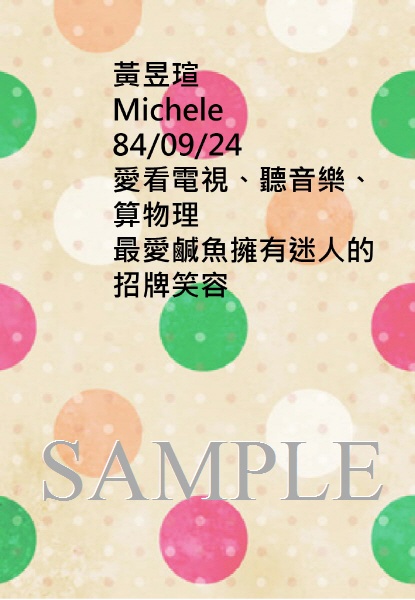 黃昱瑄
Michele
84/09/24
愛看電視、聽音樂、
算物理
最愛鹹魚擁有迷人的
招牌笑容
SAMPLE